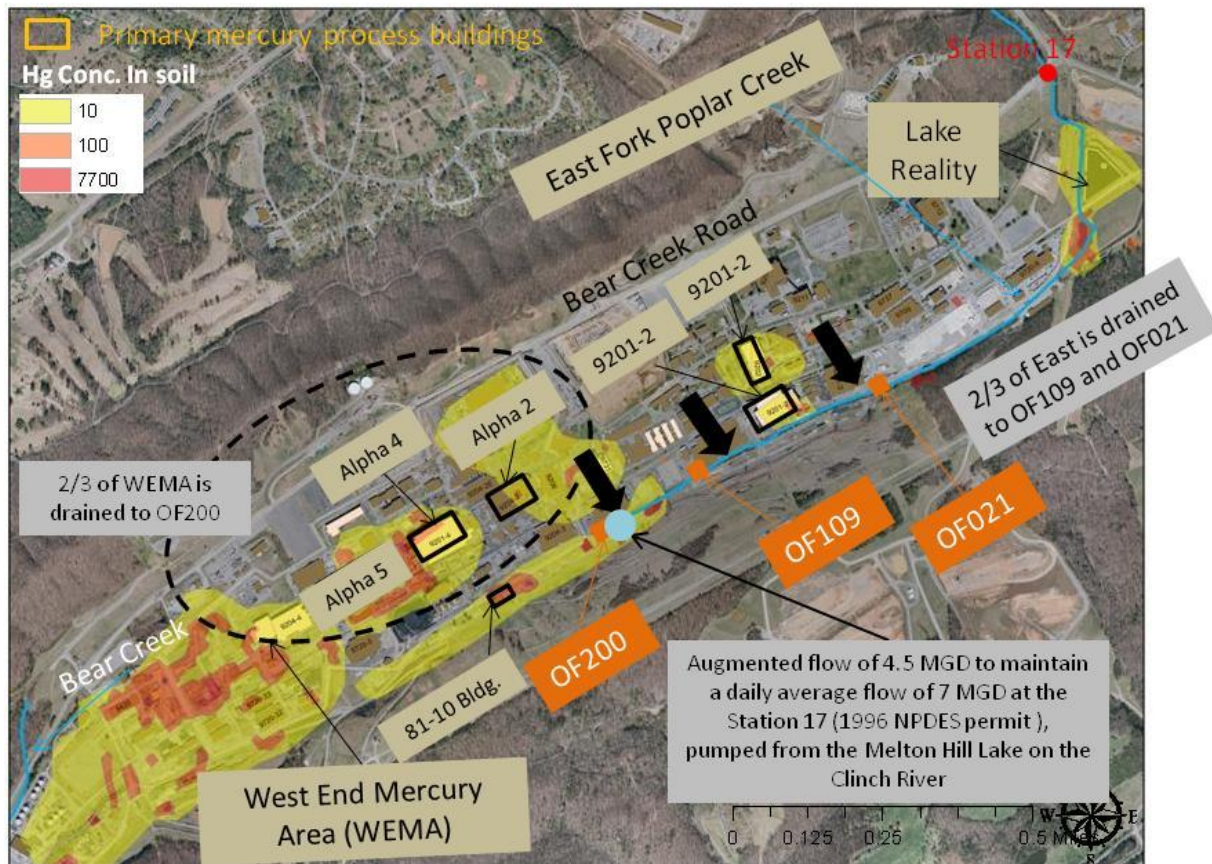 Primary mercury process buildings
Hg Conc. In soil
10
100
7700
Station 17
East Fork Poplar Creek
Lake
Reality
Bear Creek Road
9201-2
9201-2
2/3 of East is drained
to OF109 and OF021
Alpha 2
Alpha 4
2/3 of WEMA is
drained to OF200
Alpha 5
9201-4
9204-4
OF109
OF021
OF200
Bear Creek
81-10 Bldg.
Augmented flow of 4.5 MGD to maintain
a daily average flow of 7 MGD at the
Station 17 (1996 NPDES permit ),
pumped from the Melton Hill Lake on the
Clinch River
West End Mercury
Area (WEMA)
0 0.125 0.25 0.5 Miles
W E
S